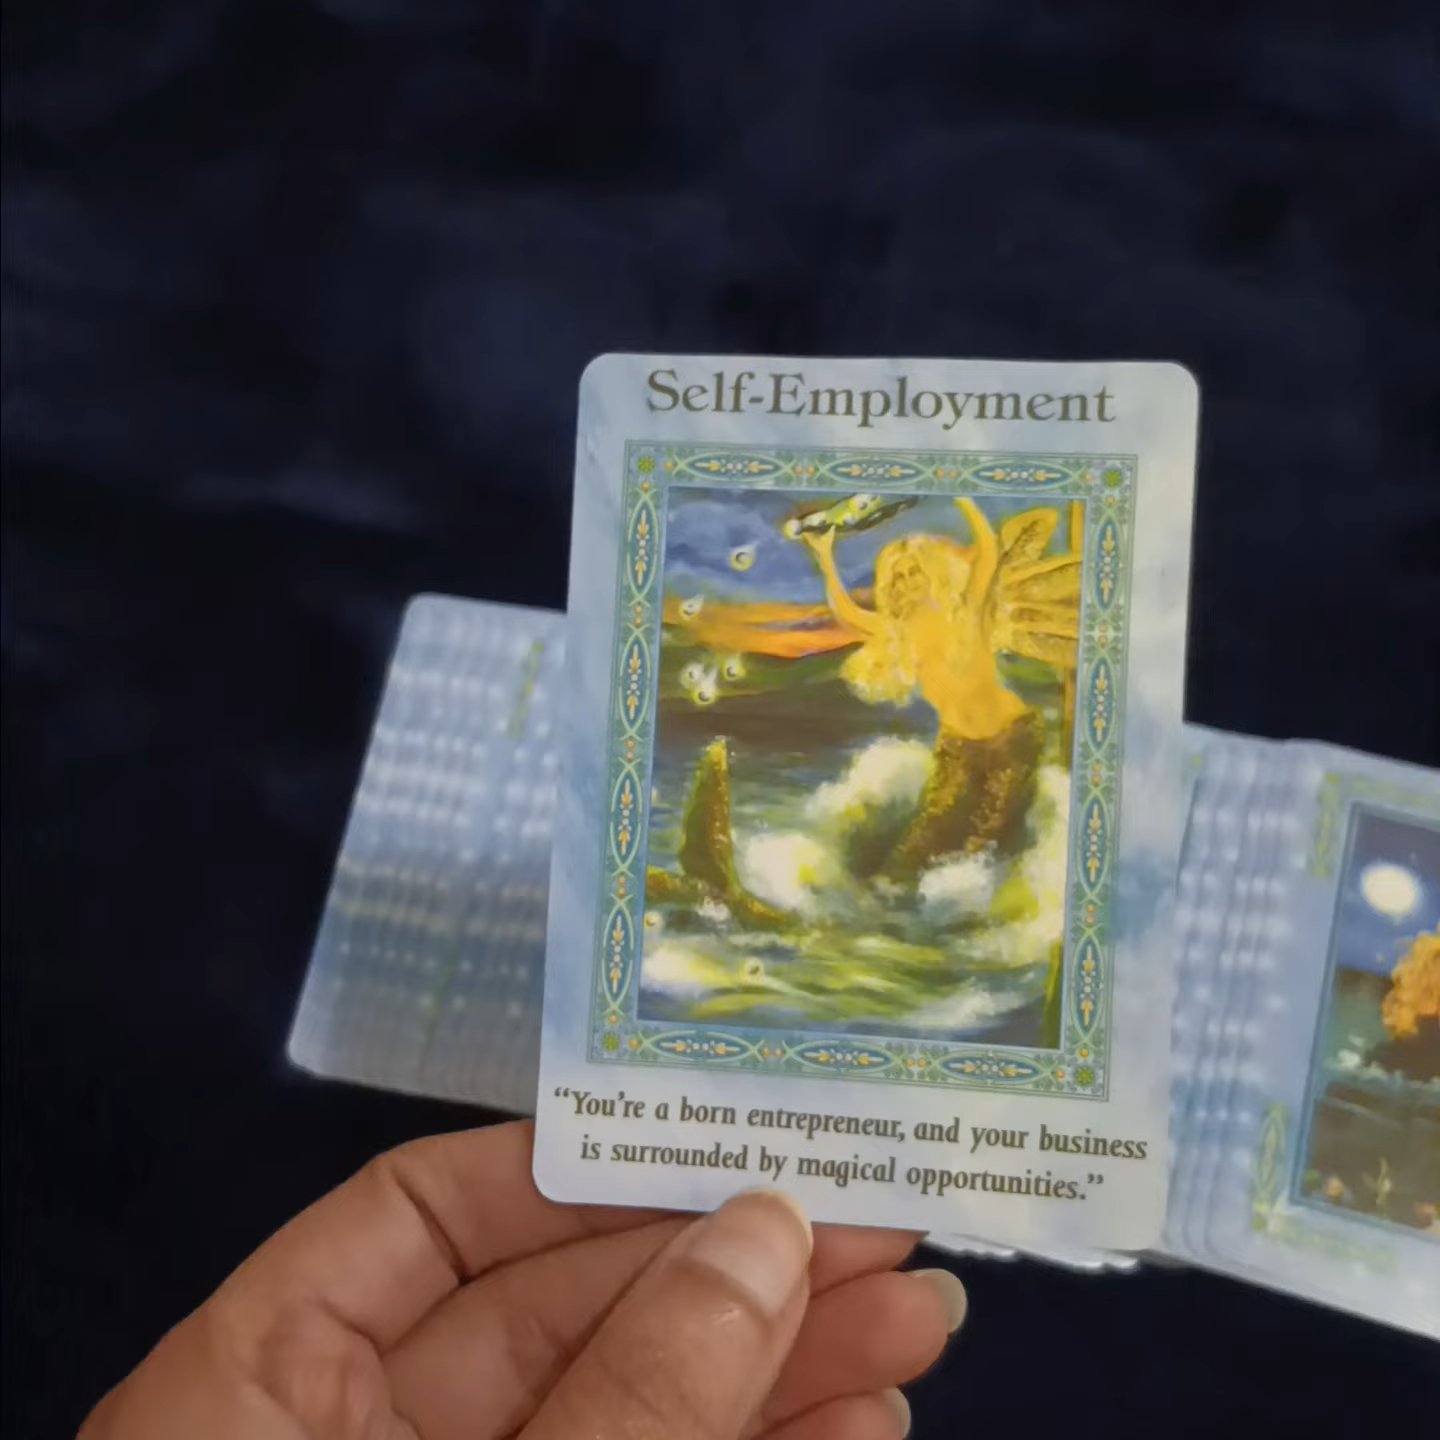 Self-Employment
“You’re a born entrepreneur, and your business
is surrounded by magical opportunities.”